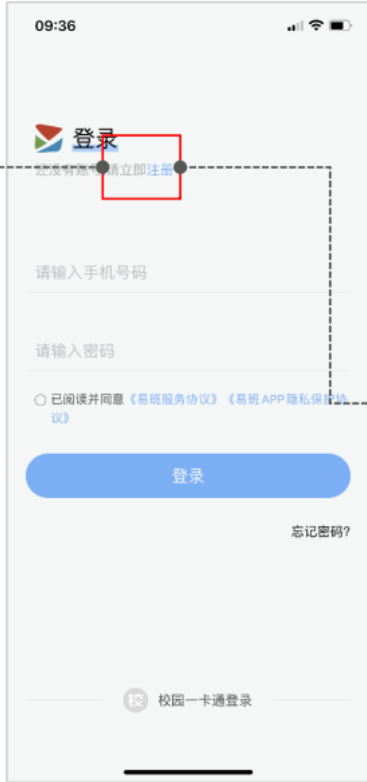 09:36
登录
还没有账号,请立即注册
请输入手机号码
请输入密码
已阅读并同意《易班服务协议》《易班APP隐私保护协
议》
登录
忘记密码?
校 校园一卡通登录